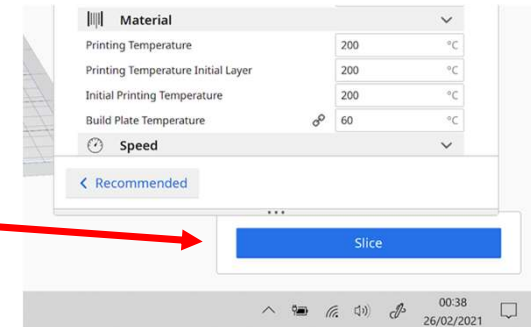 Material
Printing Temperature 200 °C
Printing Temperature Initial Layer 200 °C
Initial Printing Temperature 200 °C
Build Plate Temperature 60 °C
Speed
Recommended
Slice
00:38
26/02/2021